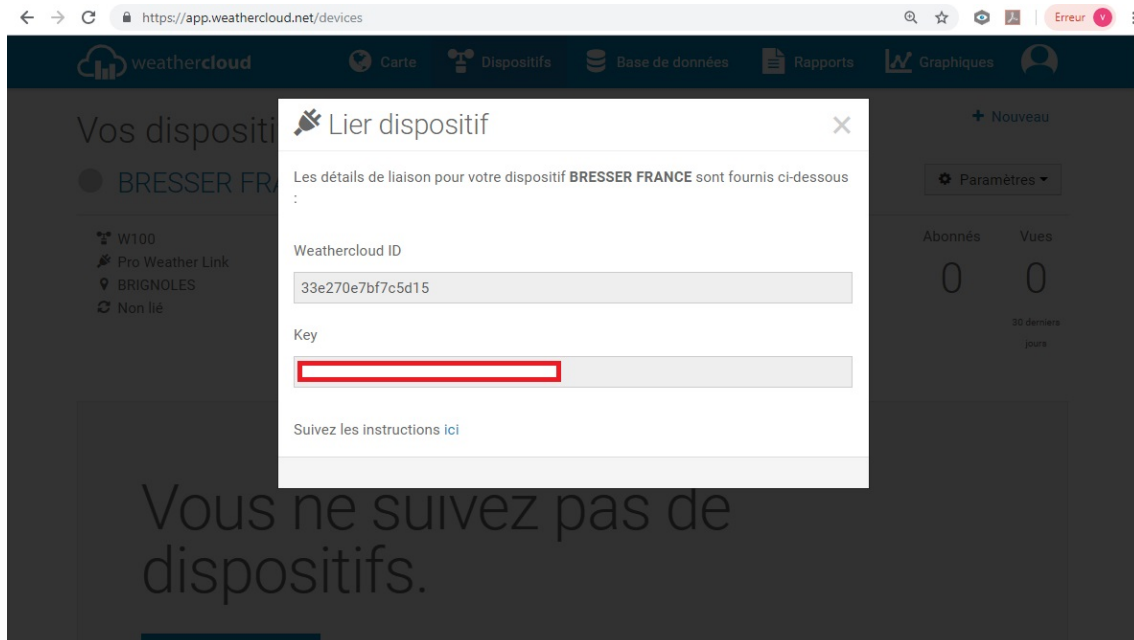 https://app.weathercloud.net/devices
Erreur V
weathercloud Carte Dispositifs Base de données Rapports Graphiques
Vos dispositi
+ Nouveau
Lier dispositif
BRESSER FRA
Paramètres
Les détails de liaison pour votre dispositif BRESSER FRANCE sont fournis ci-dessous
:
W100
Pro Weather Link
BRIGNOLES
Non lié
Abonnés Vues
0 0
30 derniers
jours
Weathercloud ID
33e270e7bf7c5d15
Key
Suivez les instructions ici
Vous ne suivez pas de
dispositifs.